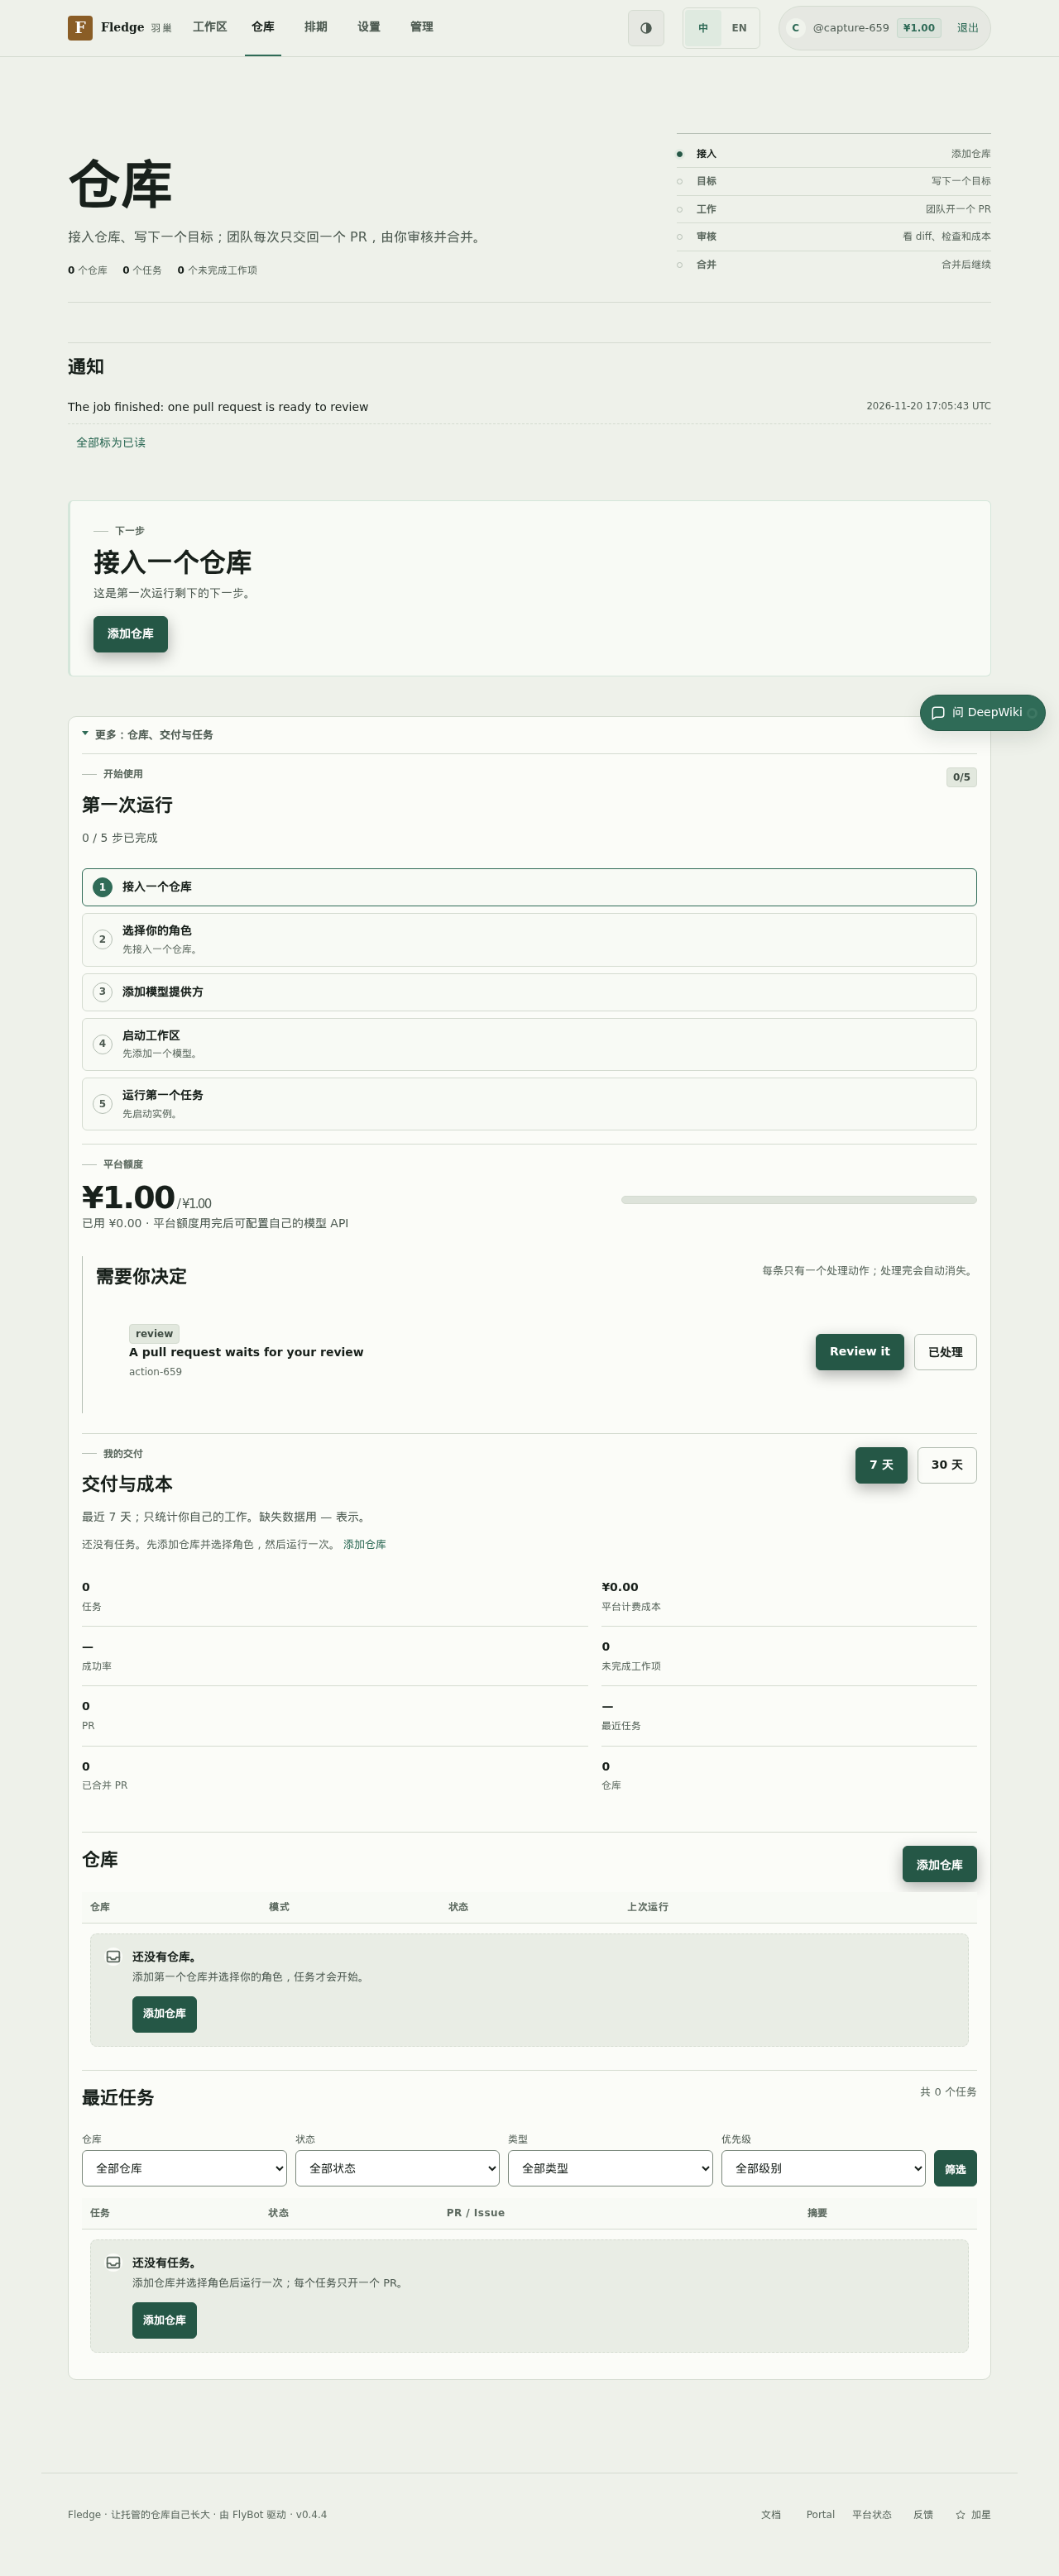 F Fledge 羽巢 工作区 仓库 排期 设置 管理 中 EN C @capture-659 ¥1.00 退出
仓库
接入仓库、写下一个目标；团队每次只交回一个 PR，由你审核并合并。
0 个仓库 0 个任务 0 个未完成工作项
接入 添加仓库
目标 写下一个目标
工作 团队开一个 PR
审核 看 diff、检查和成本
合并 合并后继续
通知
The job finished: one pull request is ready to review 2026-11-20 17:05:43 UTC
全部标为已读
下一步
接入一个仓库
这是第一次运行剩下的下一步。
添加仓库
问 DeepWiki
更多：仓库、交付与任务
开始使用 0/5
第一次运行
0 / 5 步已完成
1 接入一个仓库
2 选择你的角色
先接入一个仓库。
3 添加模型提供方
4 启动工作区
先添加一个模型。
5 运行第一个任务
先启动实例。
平台额度
¥1.00 / ¥1.00
已用 ¥0.00 · 平台额度用完后可配置自己的模型 API
需要你决定 每条只有一个处理动作；处理完会自动消失。
review
A pull request waits for your review
action-659
Review it 已处理
我的交付
交付与成本
7 天 30 天
最近 7 天；只统计你自己的工作。缺失数据用 — 表示。
还没有任务。先添加仓库并选择角色，然后运行一次。 添加仓库
0 ¥0.00
任务 平台计费成本
— 0
成功率 未完成工作项
0 —
PR 最近任务
0 0
已合并 PR 仓库
仓库 添加仓库
仓库 模式 状态 上次运行
还没有仓库。
添加第一个仓库并选择你的角色，任务才会开始。
添加仓库
最近任务 共 0 个任务
仓库 状态 类型 优先级
全部仓库 全部状态 全部类型 全部级别 筛选
任务 状态 PR / Issue 摘要
还没有任务。
添加仓库并选择角色后运行一次；每个任务只开一个 PR。
添加仓库
Fledge · 让托管的仓库自己长大 · 由 FlyBot 驱动 · v0.4.4 文档 Portal 平台状态 反馈 加星